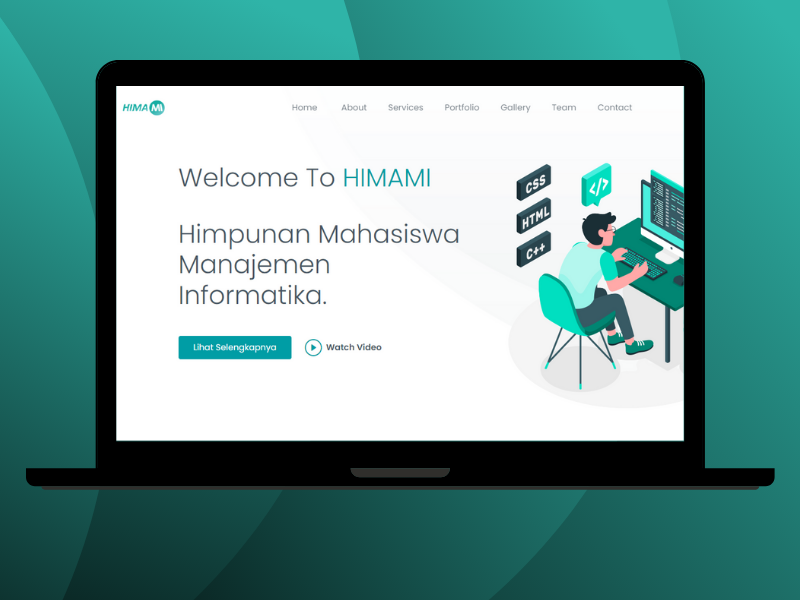 HIMA MI
Home About Services Portfolio Gallery Team Contact
Welcome To HIMAMI
Himpunan Mahasiswa
Manajemen
Informatika.
Lihat Selengkapnya
Watch Video
CSS
</>
HTML
C++